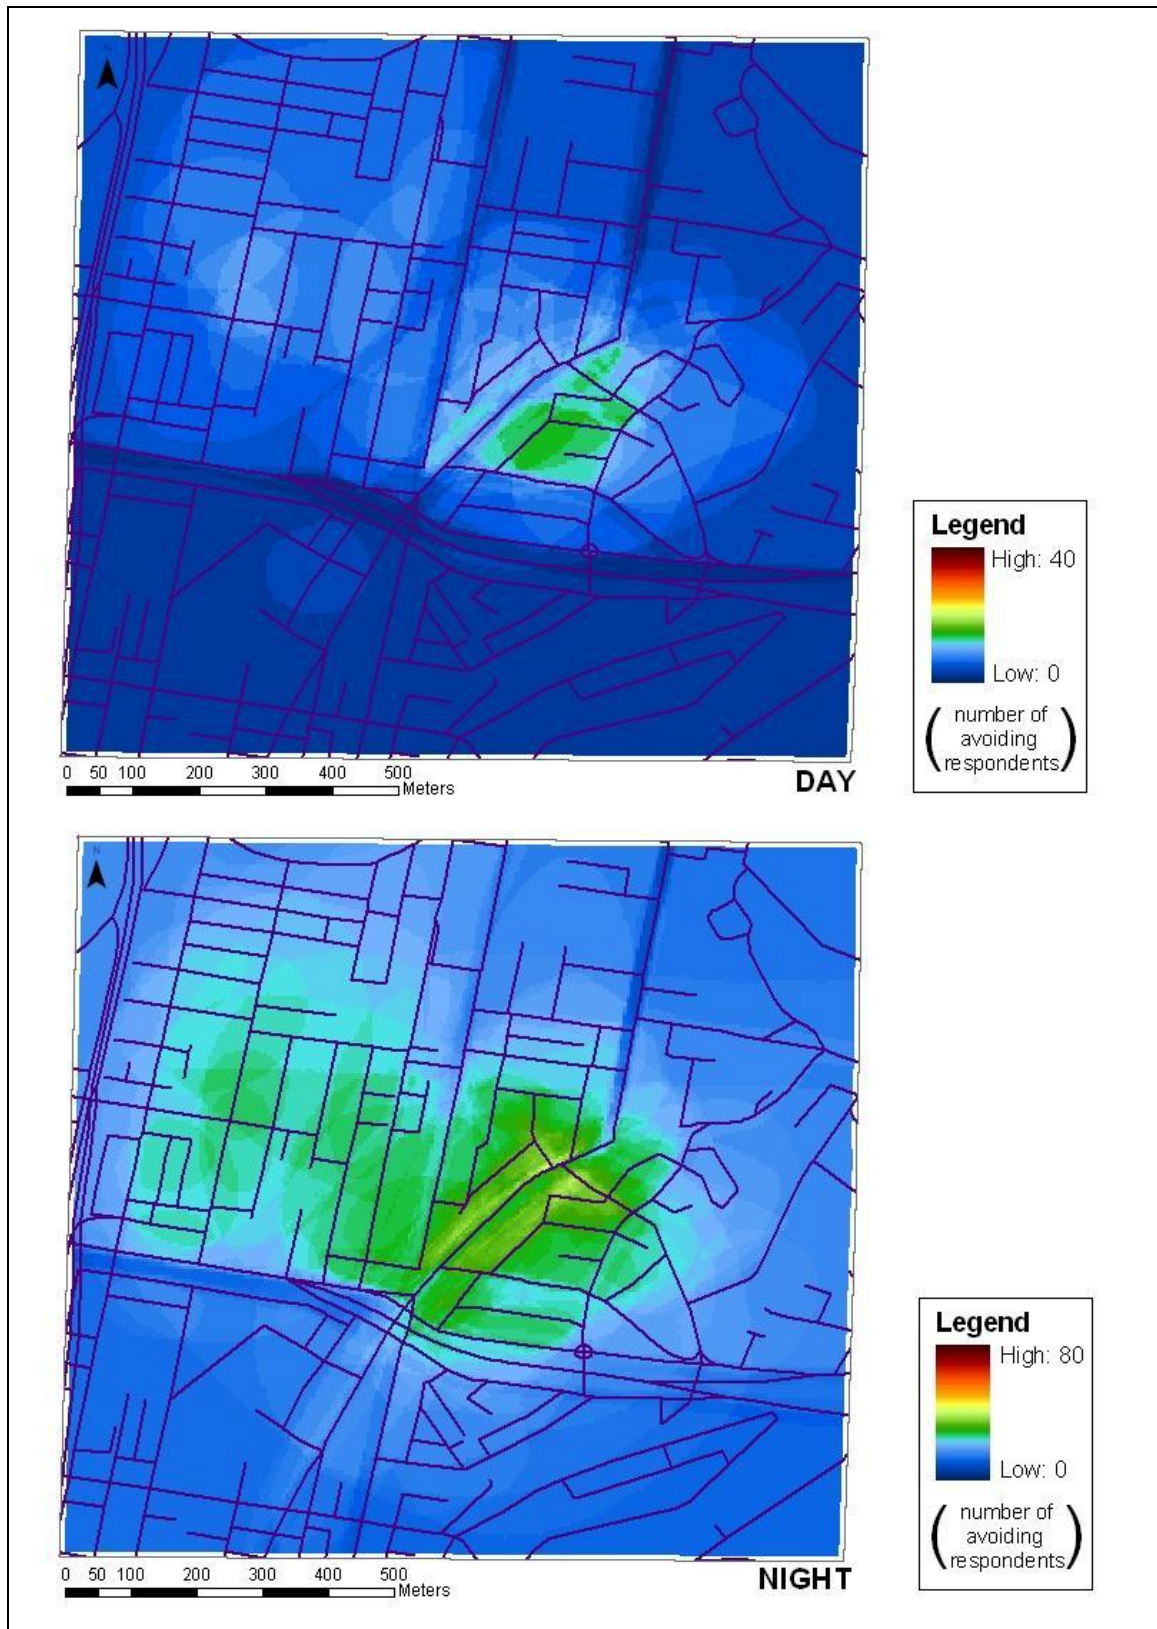 N
Legend
High: 40
Low: 0
( number of
avoiding
respondents )
0 50 100 200 300 400 500
Meters
DAY
N
Legend
High: 80
Low: 0
( number of
avoiding
respondents )
0 50 100 200 300 400 500
Meters
NIGHT